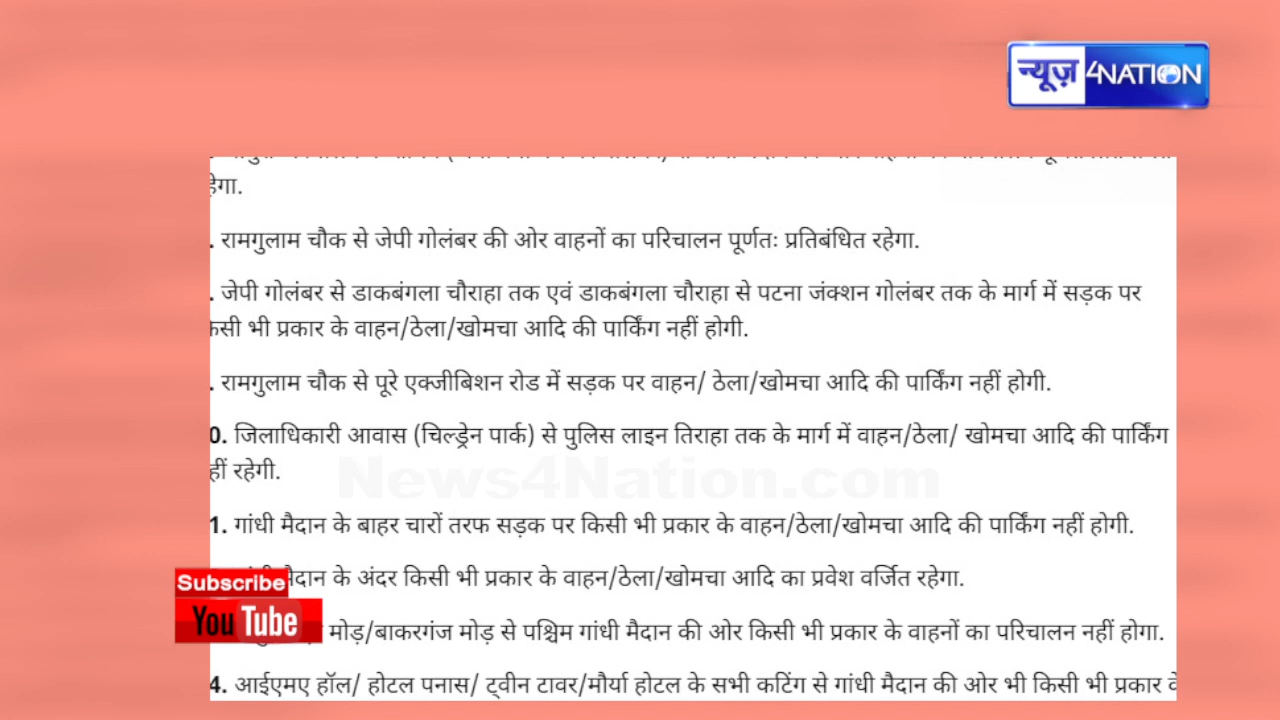 न्यूज़ 4NATION
हेगा.
. रामगुलाम चौक से जेपी गोलंबर की ओर वाहनों का परिचालन पूर्णतः प्रतिबंधित रहेगा.
. जेपी गोलंबर से डाकबंगला चौराहा तक एवं डाकबंगला चौराहा से पटना जंक्शन गोलंबर तक के मार्ग में सड़क पर
किसी भी प्रकार के वाहन/ठेला/खोमचा आदि की पार्किंग नहीं होगी.
. रामगुलाम चौक से पूरे एक्जीबिशन रोड में सड़क पर वाहन/ ठेला/खोमचा आदि की पार्किंग नहीं होगी.
0. जिलाधिकारी आवास (चिल्ड्रेन पार्क) से पुलिस लाइन तिराहा तक के मार्ग में वाहन/ठेला/ खोमचा आदि की पार्किंग
हीं रहेगी.
News4Nation.com
1. गांधी मैदान के बाहर चारों तरफ सड़क पर किसी भी प्रकार के वाहन/ठेला/खोमचा आदि की पार्किंग नहीं होगी.
Subscribe
मैदान के अंदर किसी भी प्रकार के वाहन/ठेला/खोमचा आदि का प्रवेश वर्जित रहेगा.
YouTube
मोड़/बाकरगंज मोड़ से पश्चिम गांधी मैदान की ओर किसी भी प्रकार के वाहनों का परिचालन नहीं होगा.
4. आईएमए हॉल/ होटल पनास/ ट्वीन टावर/मौर्या होटल के सभी कटिंग से गांधी मैदान की ओर भी किसी भी प्रकार के